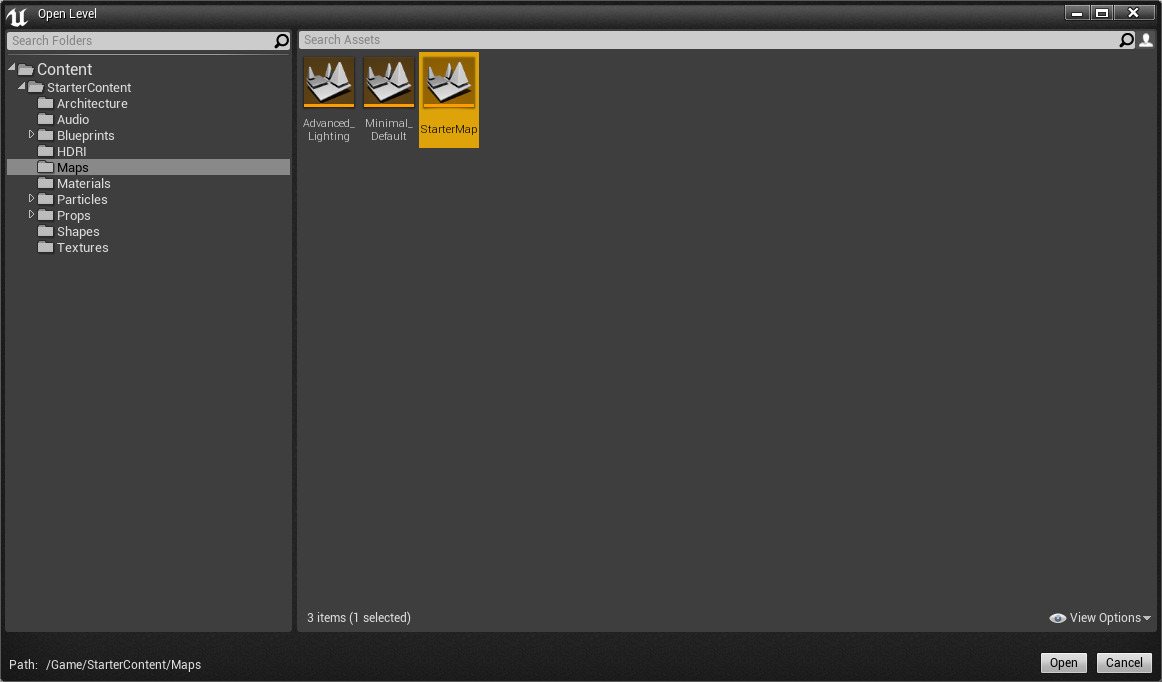 Open Level
Search Folders
Search Assets
Content
StarterContent
Architecture
Audio
Blueprints
HDRI
Maps
Materials
Particles
Props
Shapes
Textures
Advanced_
Lighting
Minimal_
Default
StarterMap
3 items (1 selected)
View Options
Path: /Game/StarterContent/Maps
Open
Cancel